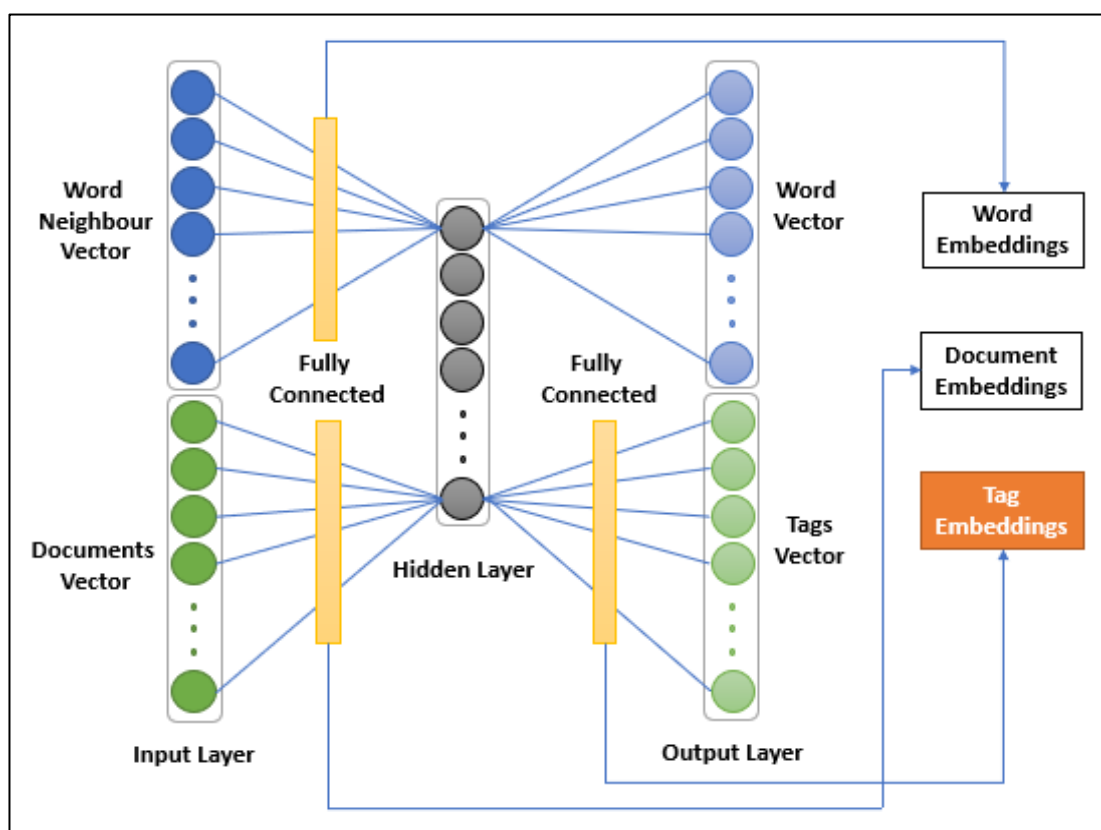 Word
Neighbour
Vector
Fully
Connected
Documents
Vector
Input Layer
Hidden Layer
Fully
Connected
Word
Vector
Tags
Vector
Output Layer
Word
Embeddings
Document
Embeddings
Tag
Embeddings